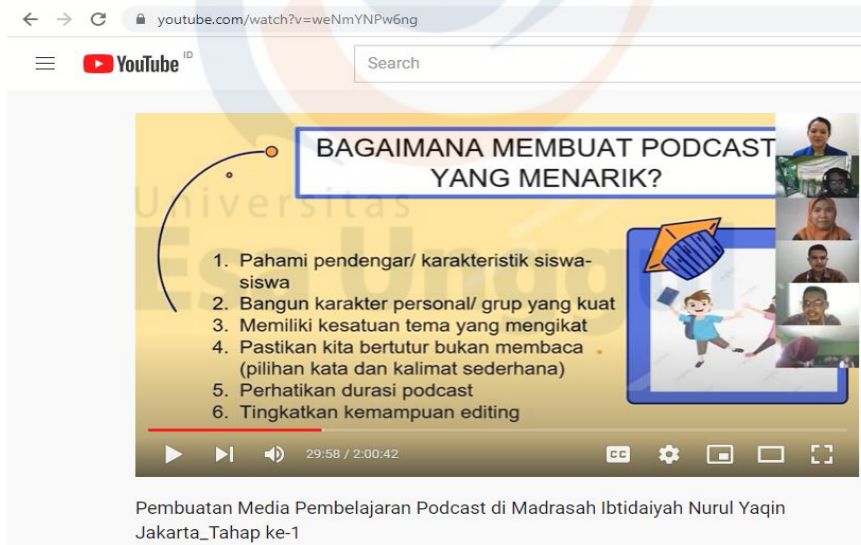 youtube.com/watch?v=weNmYNPw6ng
YouTube ID
Search
BAGAIMANA MEMBUAT PODCAST
YANG MENARIK?
Universitas
Esa Unggul
1. Pahami pendengar/ karakteristik siswa-
siswa
2. Bangun karakter personal/ grup yang kuat
3. Memiliki kesatuan tema yang mengikat
4. Pastikan kita bertutur bukan membaca
(pilihan kata dan kalimat sederhana)
5. Perhatikan durasi podcast
6. Tingkatkan kemampuan editing
29:58 / 2:00:42
CC
Pembuatan Media Pembelajaran Podcast di Madrasah Ibtidaiyah Nurul Yaqin
Jakarta_Tahap ke-1